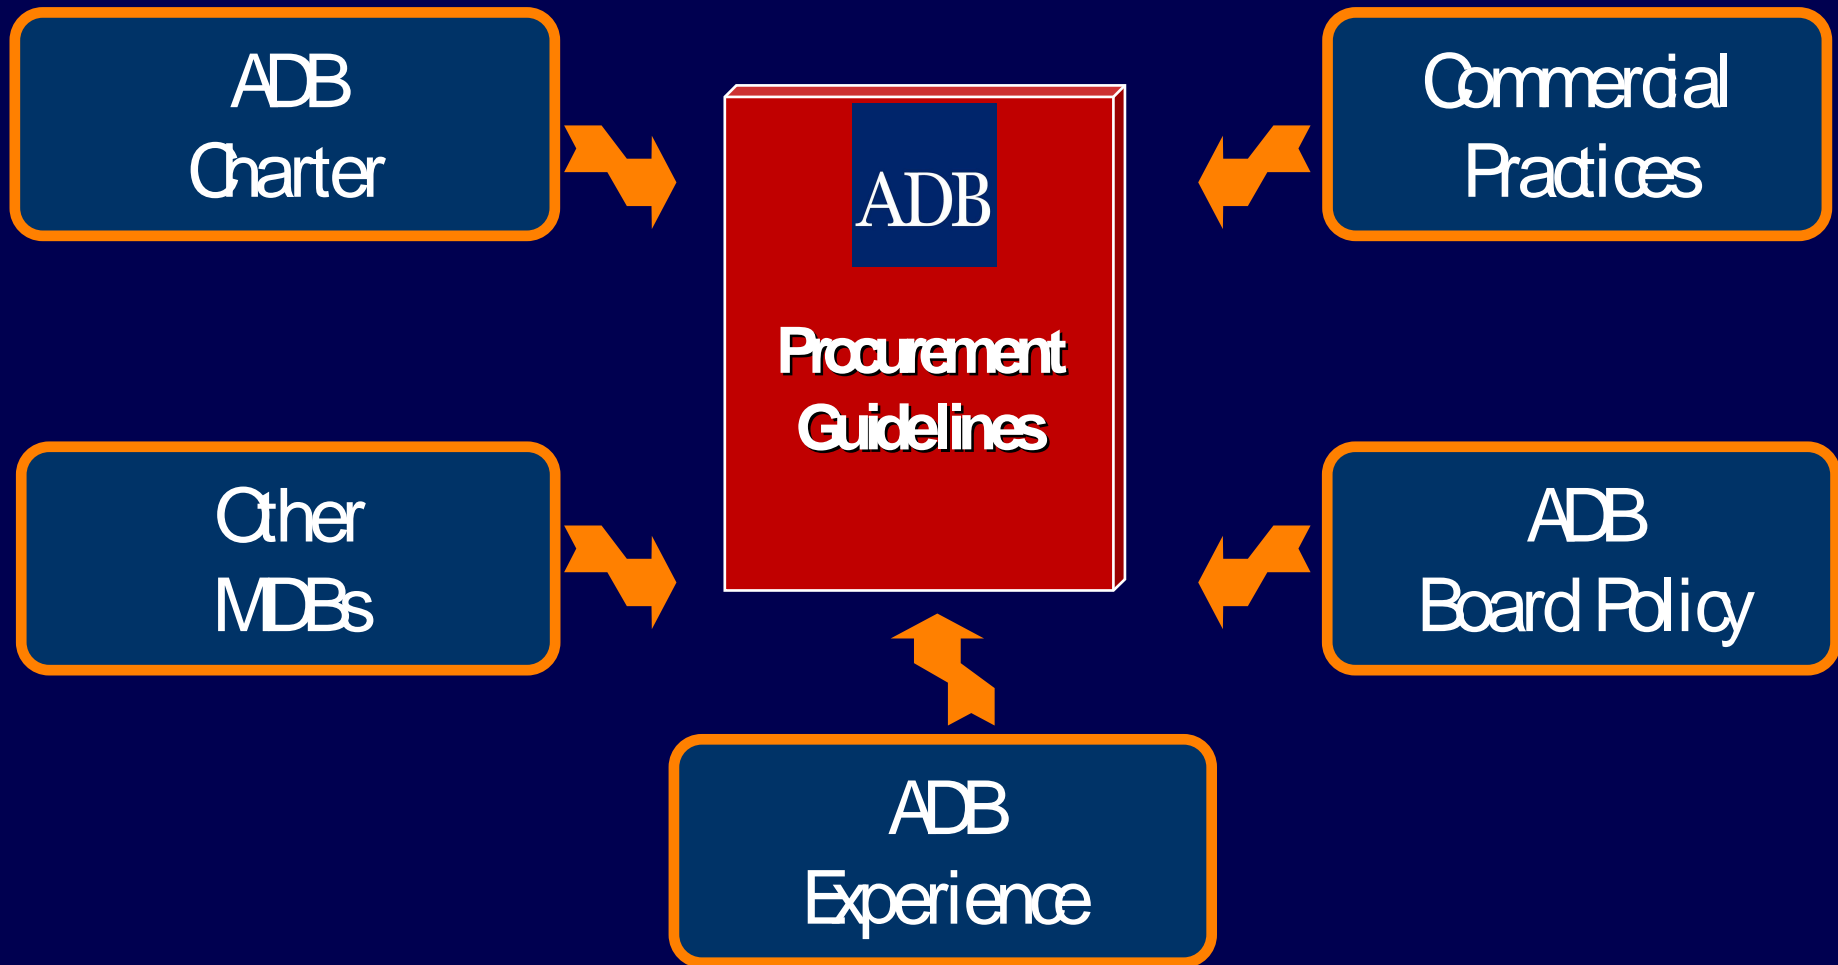 ADB
Charter
Commercial
Practices
ADB
Procurement
Guidelines
Other
MDBs
ADB
Board Policy
ADB
Experience